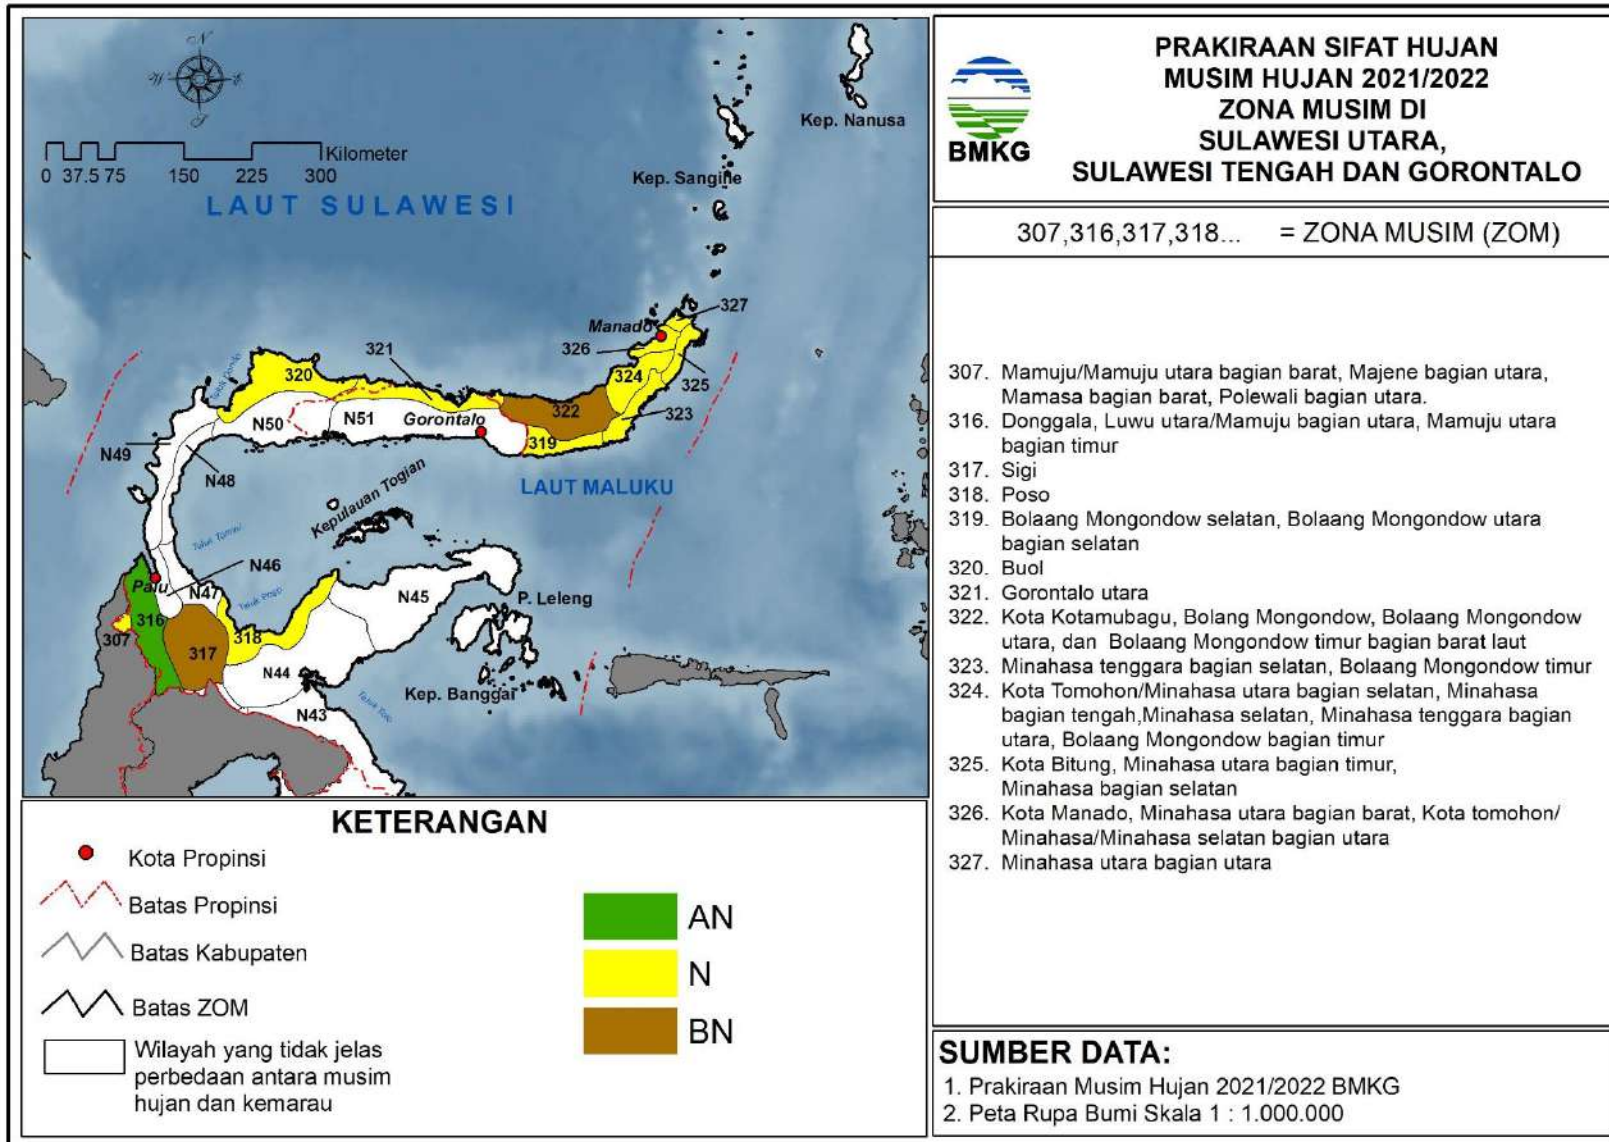 N
W
E
S
Kilometer
0 37.5 75 150 225 300
LAUT SULAWESI
Kep. Nanusa
Kep. Sangihe
327
Manado
326
321
320
324
325
Teluk Dondo
322
323
N50
N51
Gorontalo
319
N49
N48
LAUT MALUKU
Kepulauan Togian
Teluk Tomini
N46
Palu
N47
Teluk Poso
N45
P. Leleng
316
318
307
317
N44
Kep. Banggai
N43
Teluk Tolo
BMKG
PRAKIRAAN SIFAT HUJAN
MUSIM HUJAN 2021/2022
ZONA MUSIM DI
SULAWESI UTARA,
SULAWESI TENGAH DAN GORONTALO
307,316,317,318... = ZONA MUSIM (ZOM)
307. Mamuju/Mamuju utara bagian barat, Majene bagian utara,
Mamasa bagian barat, Polewali bagian utara.
316. Donggala, Luwu utara/Mamuju bagian utara, Mamuju utara
bagian timur
317. Sigi
318. Poso
319. Bolaang Mongondow selatan, Bolaang Mongondow utara
bagian selatan
320. Buol
321. Gorontalo utara
322. Kota Kotamubagu, Bolang Mongondow, Bolaang Mongondow
utara, dan Bolaang Mongondow timur bagian barat laut
323. Minahasa tenggara bagian selatan, Bolaang Mongondow timur
324. Kota Tomohon/Minahasa utara bagian selatan, Minahasa
bagian tengah,Minahasa selatan, Minahasa tenggara bagian
utara, Bolaang Mongondow bagian timur
325. Kota Bitung, Minahasa utara bagian timur,
Minahasa bagian selatan
326. Kota Manado, Minahasa utara bagian barat, Kota tomohon/
Minahasa/Minahasa selatan bagian utara
327. Minahasa utara bagian utara
KETERANGAN
Kota Propinsi
Batas Propinsi
Batas Kabupaten
Batas ZOM
Wilayah yang tidak jelas
perbedaan antara musim
hujan dan kemarau
AN
N
BN
SUMBER DATA:
1. Prakiraan Musim Hujan 2021/2022 BMKG
2. Peta Rupa Bumi Skala 1 : 1.000.000